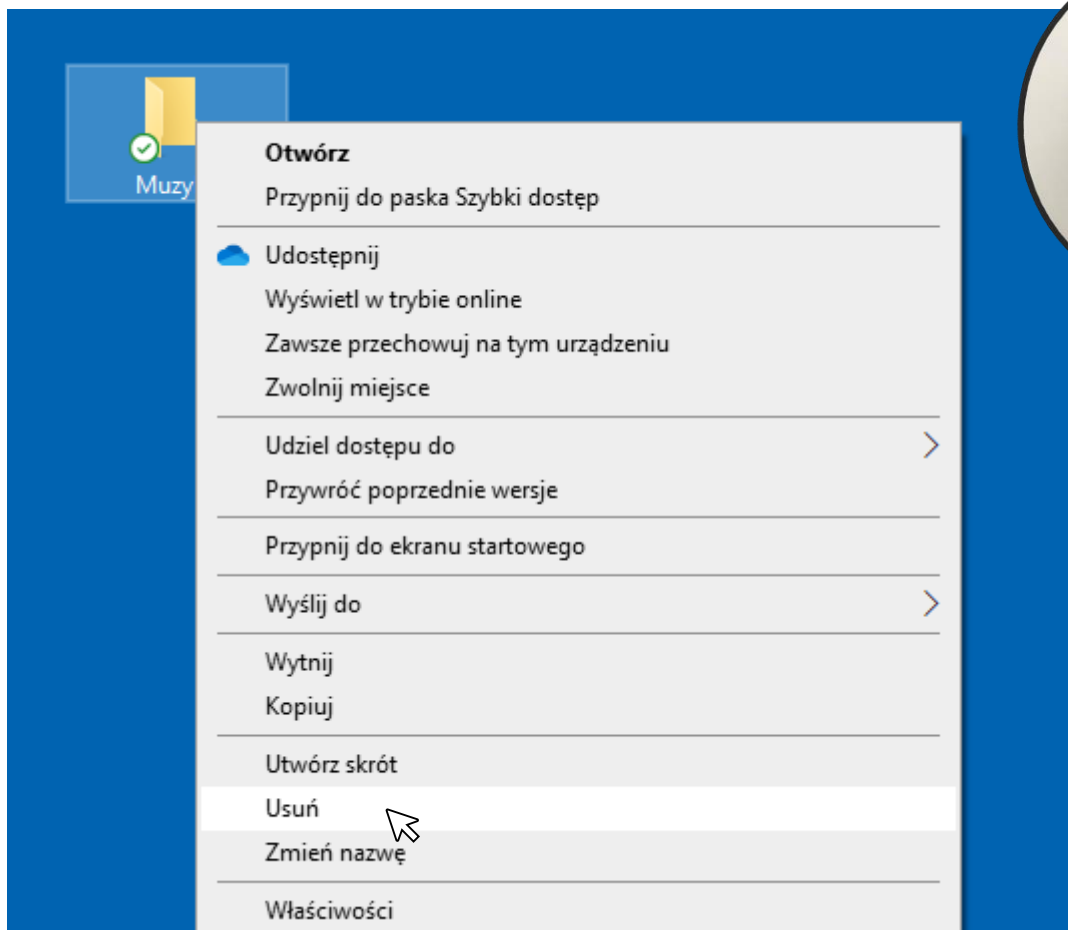 Muzy
Otwórz
Przypnij do paska Szybki dostęp
Udostępnij
Wyświetl w trybie online
Zawsze przechowuj na tym urządzeniu
Zwolnij miejsce
Udziel dostępu do
Przywróć poprzednie wersje
Przypnij do ekranu startowego
Wyślij do
Wytnij
Kopiuj
Utwórz skrót
Usuń
Zmień nazwę
Właściwości